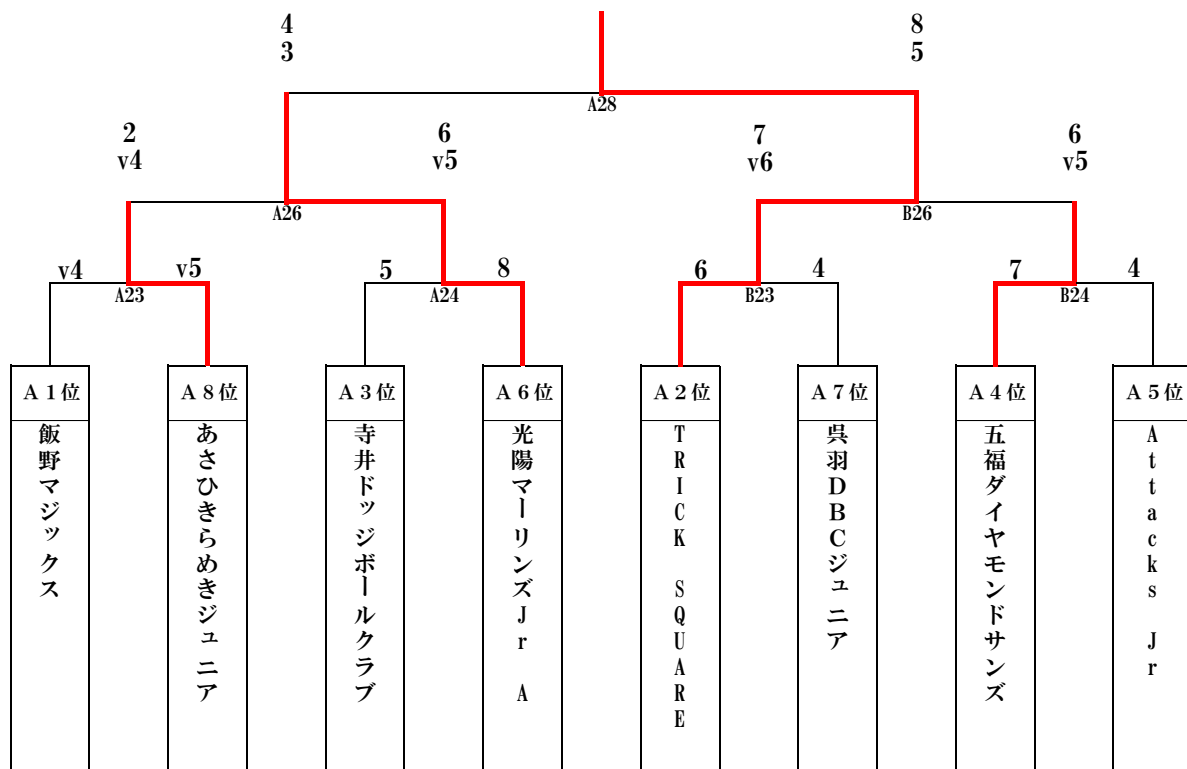 4 8
3 5
A28
2 6 7 6
v4 v5 v6 v5
A26 B26
v4 v5 5 8 6 4 7 4
A23 A24 B23 B24
A1位 A8位 A3位 A6位 A2位 A7位 A4位 A5位
飯野マジックス
あさひきらめきジュニア
寺井ドッジボールクラブ
光陽マーリンズJr A
TRICK SQUARE
呉羽DBCジュニア
五福ダイヤモンドサンズ
Attacks Jr